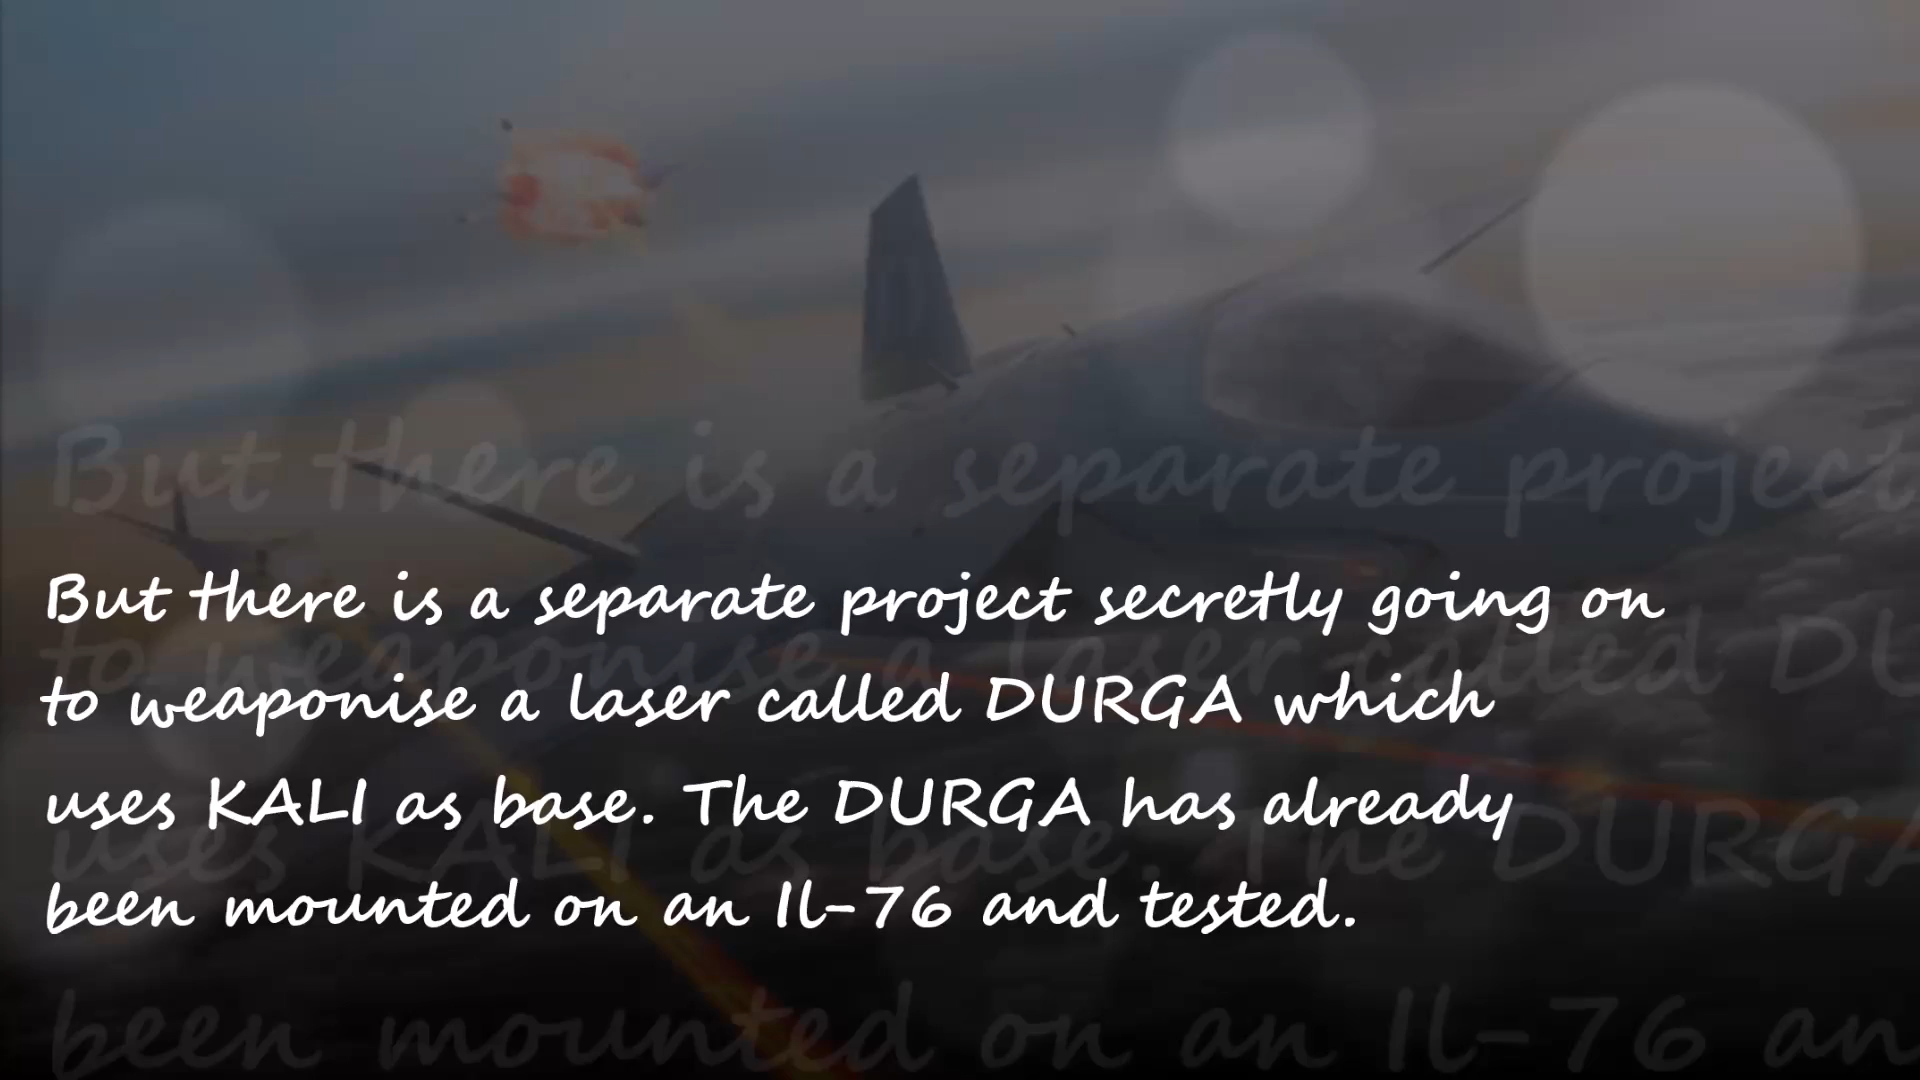 But there is a separate project secretly going on
to weaponise a laser called DURGA which
uses KALI as base. The DURGA has already
been mounted on an Il-76 and tested.